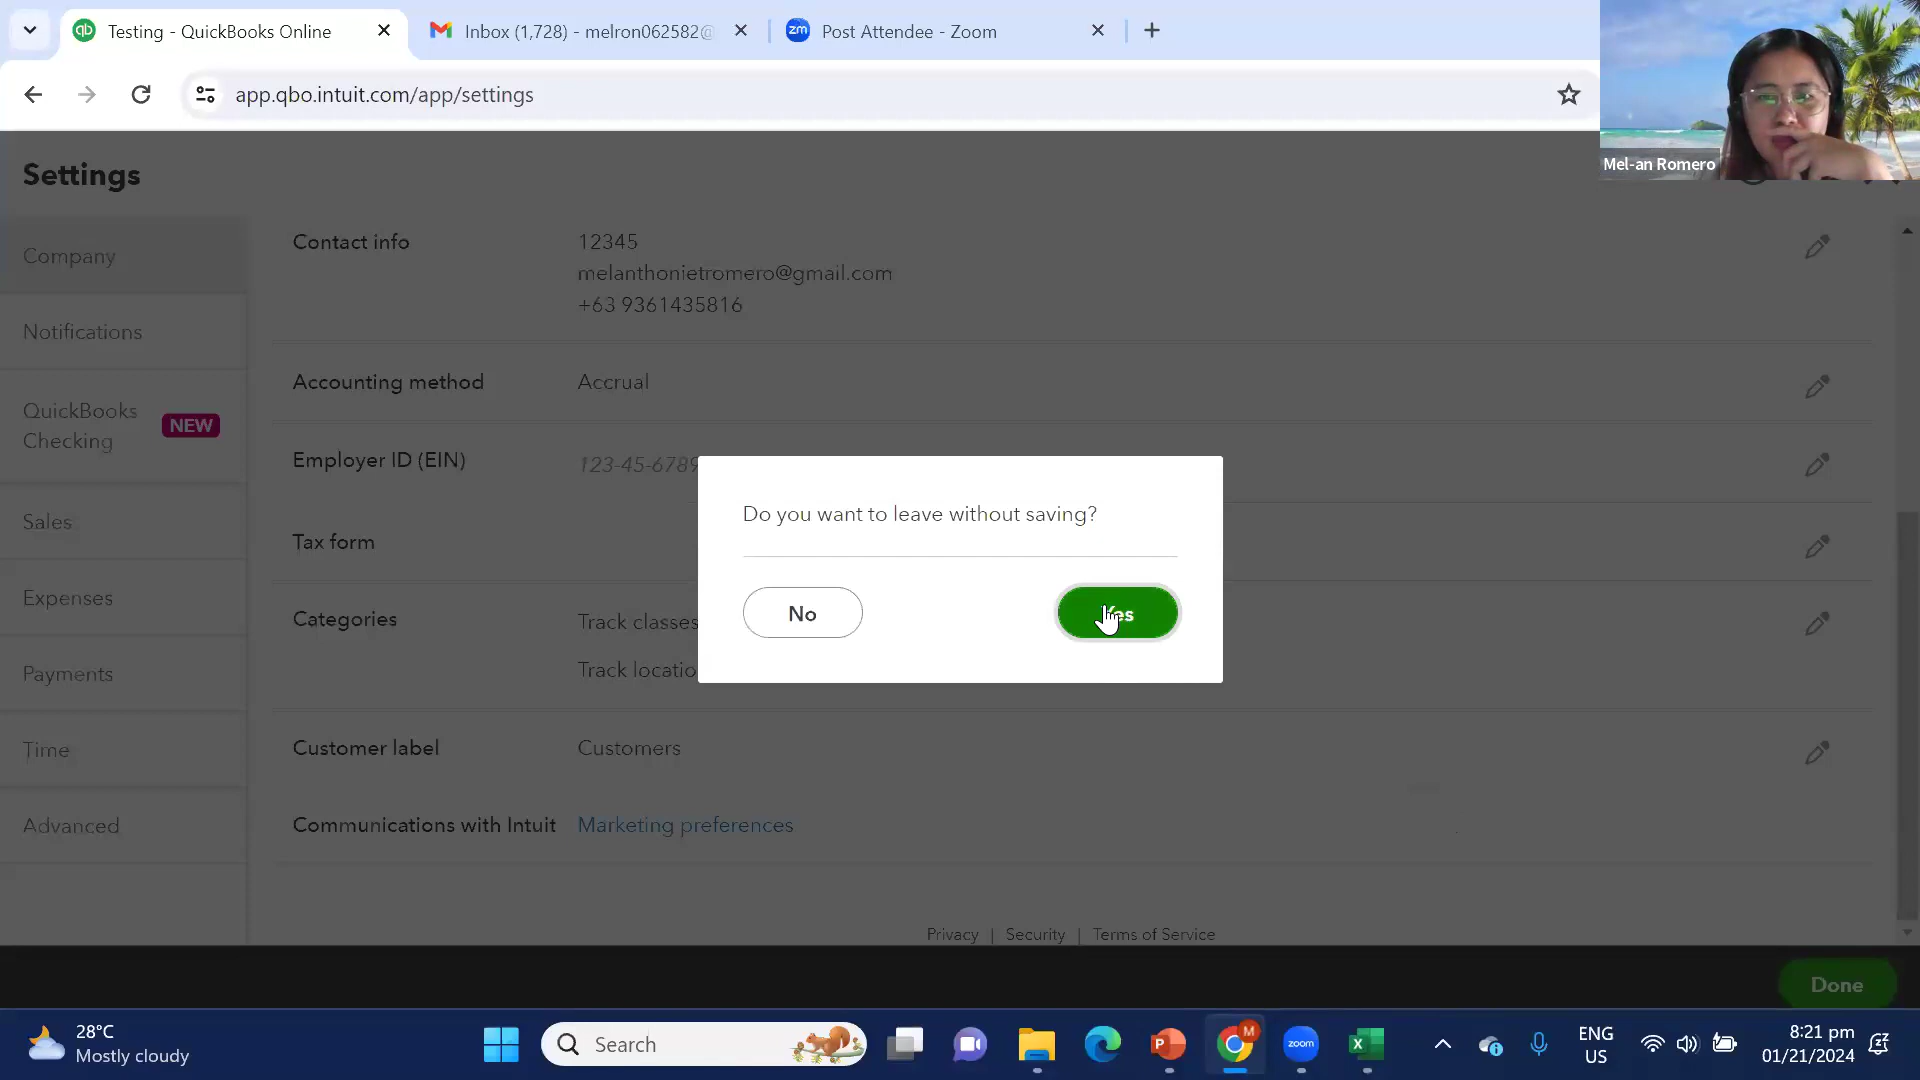 Testing - QuickBooks Online
Inbox (1,728) - melron062582@
zm Post Attendee - Zoom
app.qbo.intuit.com/app/settings
Mel-an Romero
Settings
Company
Notifications
QuickBooks
Checking
NEW
Sales
Expenses
Payments
Time
Advanced
Contact info
12345
melanthonietromero@gmail.com
+63 9361435816
Accounting method
Accrual
Employer ID (EIN)
123-45-6789
Tax form
Categories
Track classes
Track locatio
Customer label
Customers
Communications with Intuit
Marketing preferences
Do you want to leave without saving?
No
Yes
Privacy | Security | Terms of Service
Done
28°C
Mostly cloudy
Search
zoom
ENG
US
8:21 pm
01/21/2024